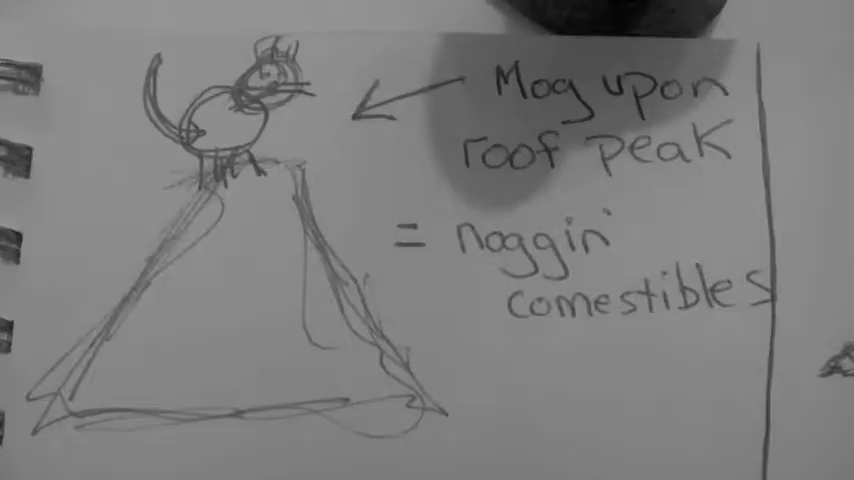 Mog upon
roof peak
= noggin'
comestibles